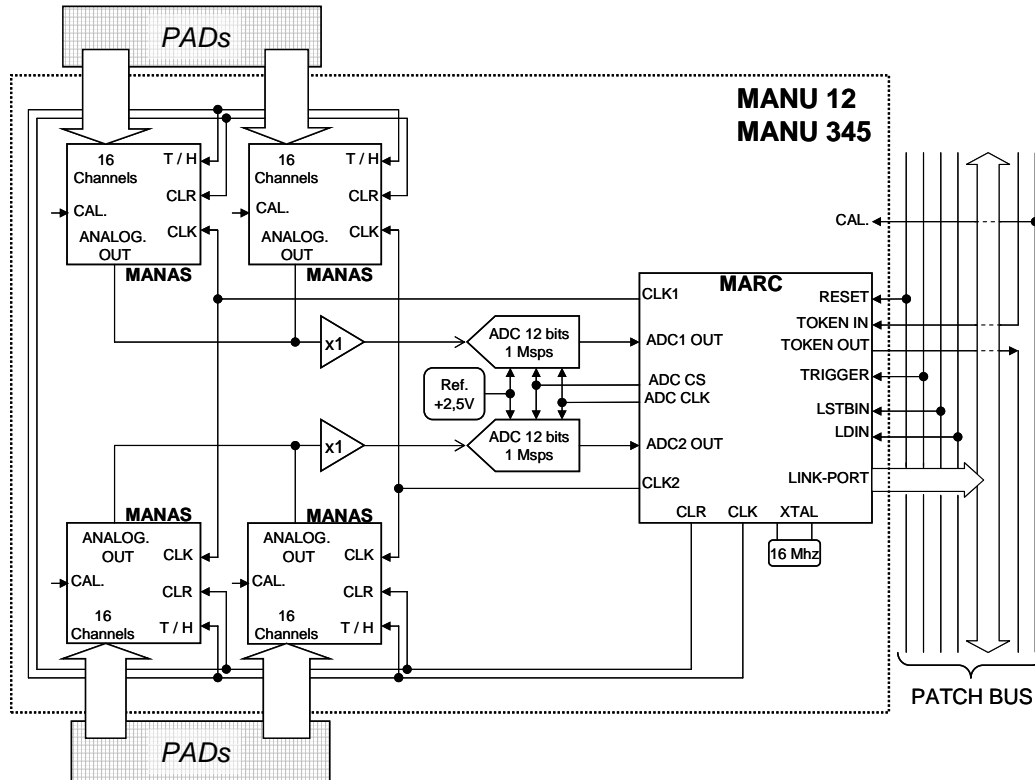 PADs
MANU 12
MANU 345
16
Channels
T / H
CLR
CAL.
CLK
ANALOG.
OUT
MANAS
16
Channels
T / H
CLR
CAL.
CLK
ANALOG.
OUT
MANAS
CAL.
MARC
CLK1
RESET
TOKEN IN
TOKEN OUT
x1
ADC 12 bits
1 Msps
ADC1 OUT
TRIGGER
Ref.
+2,5V
ADC CS
ADC CLK
LSTBIN
LDIN
x1
ADC 12 bits
1 Msps
ADC2 OUT
LINK-PORT
CLK2
CLR
CLK
XTAL
16 Mhz
MANAS
ANALOG.
OUT
CLK
CAL.
CLR
16
Channels
T / H
MANAS
ANALOG.
OUT
CLK
CAL.
CLR
16
Channels
T / H
PATCH BUS
PADs